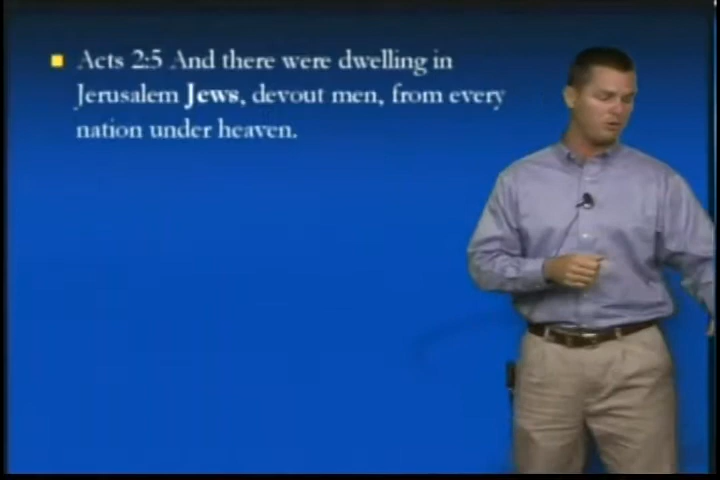 Acts 2:5 And there were dwelling in
Jerusalem Jews, devout men, from every
nation under heaven.